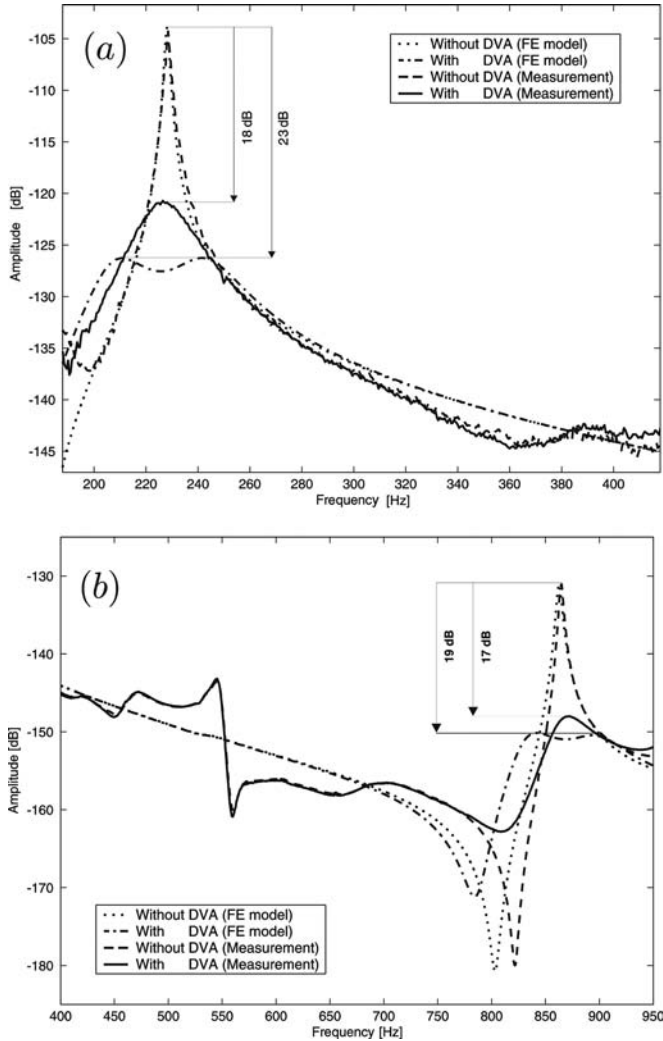 (a)
Without DVA (FE model)
With DVA (FE model)
Without DVA (Measurement)
With DVA (Measurement)
18 dB
23 dB
Amplitude [dB]
-105
-110
-115
-120
-125
-130
-135
-140
-145
200 220 240 260 280 300 320 340 360 380 400
Frequency [Hz]
(b)
19 dB
17 dB
Amplitude [dB]
-130
-140
-150
-160
-170
-180
Without DVA (FE model)
With DVA (FE model)
Without DVA (Measurement)
With DVA (Measurement)
400 450 500 550 600 650 700 750 800 850 900 950
Frequency [Hz]